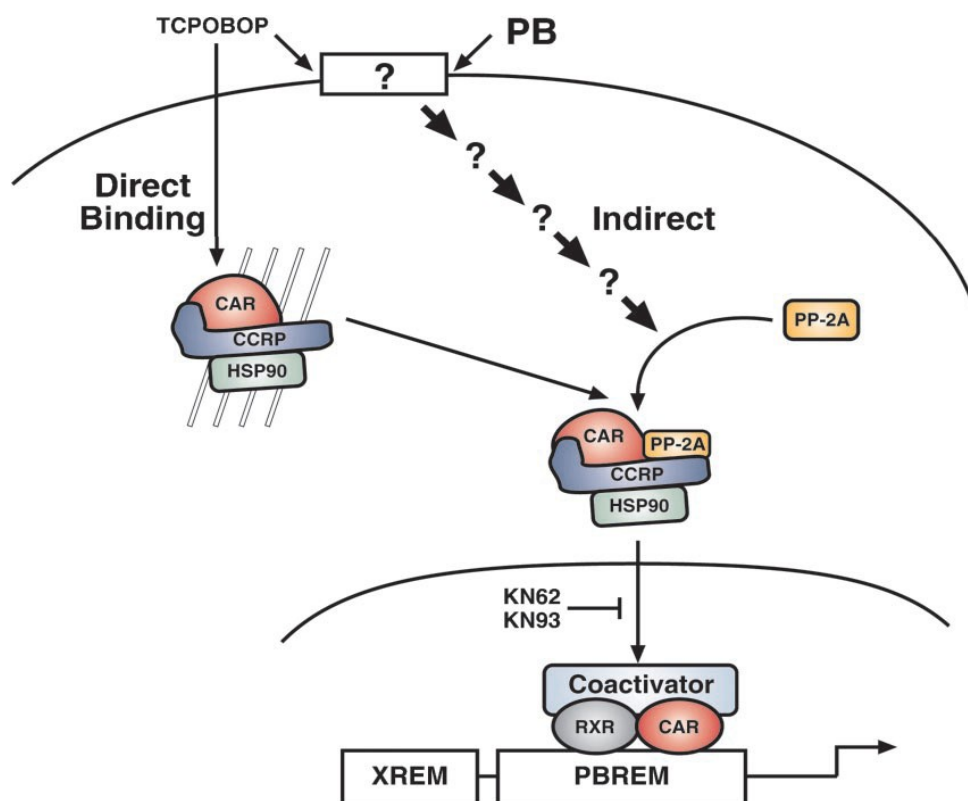 TCPOBOP
PB
?
Direct
Binding
?
?
Indirect
?
CAR
CCRP
HSP90
PP-2A
CAR
PP-2A
CCRP
HSP90
KN62
KN93
Coactivator
RXR
CAR
XREM
PBREM